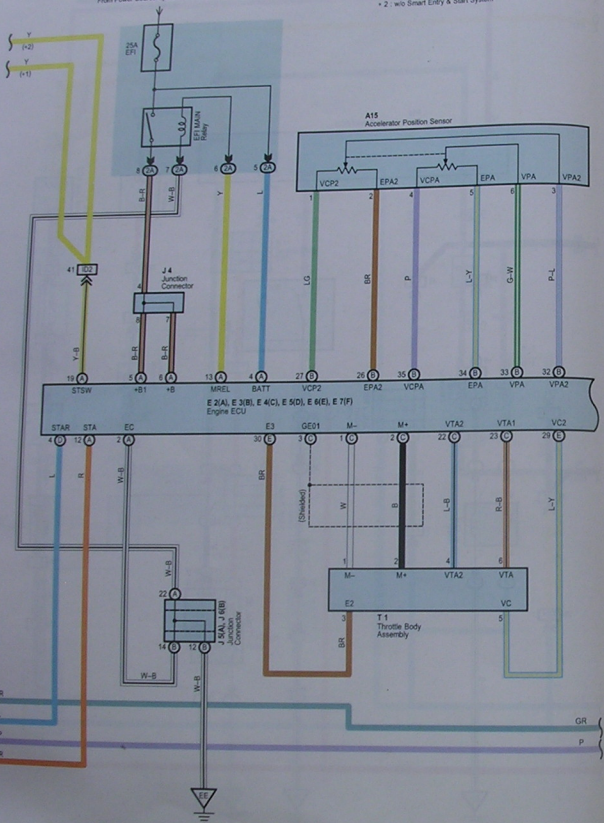 * 2 : w/o Smart Entry & Start System
Y
(*2)
Y
(*1)
25A
EFI
EFI MAIN
Relay
8 2A
7 2A
6 2A
5 2A
B–R
W–B
Y
L
A15
Accelerator Position Sensor
VCP2
EPA2
VCPA
EPA
VPA
VPA2
1
2
4
5
6
3
LG
BR
P
L–Y
G–W
P–L
41 ID2
J 4
Junction
Connector
4
8
7
Y–B
B–R
B–R
19 A
5 A
6 A
13 A
4 A
27 B
26 B
35 B
34 B
33 B
32 B
STSW
+B1
+B
MREL
BATT
VCP2
EPA2
VCPA
EPA
VPA
VPA2
E 2(A), E 3(B), E 4(C), E 5(D), E 6(E), E 7(F)
Engine ECU
STAR
STA
EC
E3
GE01
M–
M+
VTA2
VTA1
VC2
4
12 A
2 A
30 E
3 C
1 C
2 C
22 C
23 C
29 E
L
R
W–B
BR
(Shielded)
W
B
L–B
R–B
L–Y
1
2
4
6
M–
M+
VTA2
VTA
E2
VC
3
5
T 1
Throttle Body
Assembly
BR
W–B
22 A
J 5(A), J 6(B)
Junction
Connector
14 B
12 B
W–B
W–B
R
GR
P
R
EE